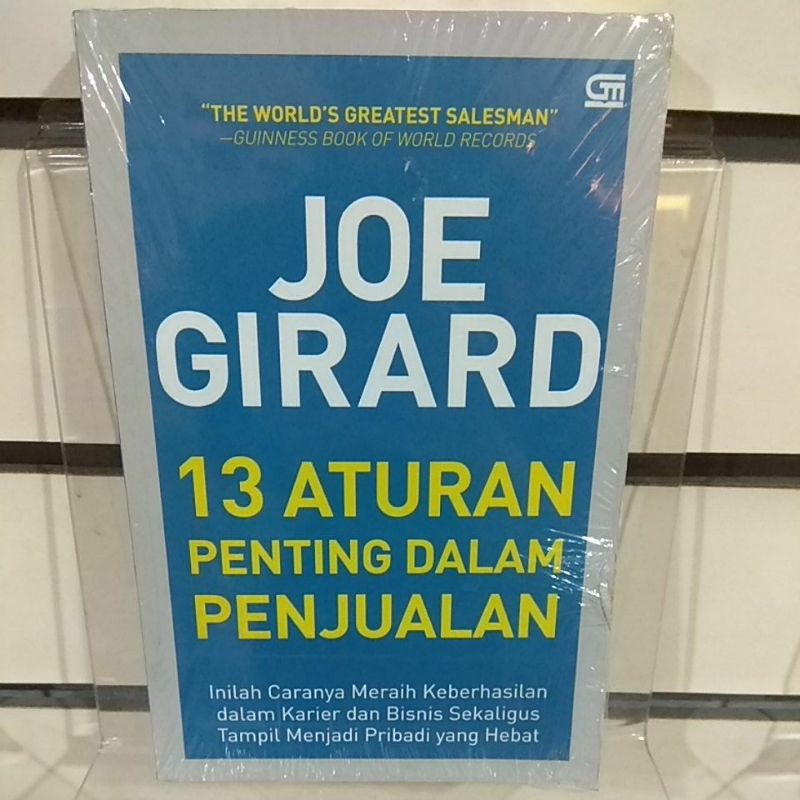 GM
"THE WORLD'S GREATEST SALESMAN"
—GUINNESS BOOK OF WORLD RECORDS
JOE
GIRARD
13 ATURAN
PENTING DALAM
PENJUALAN
Inilah Caranya Meraih Keberhasilan
dalam Karier dan Bisnis Sekaligus
Tampil Menjadi Pribadi yang Hebat